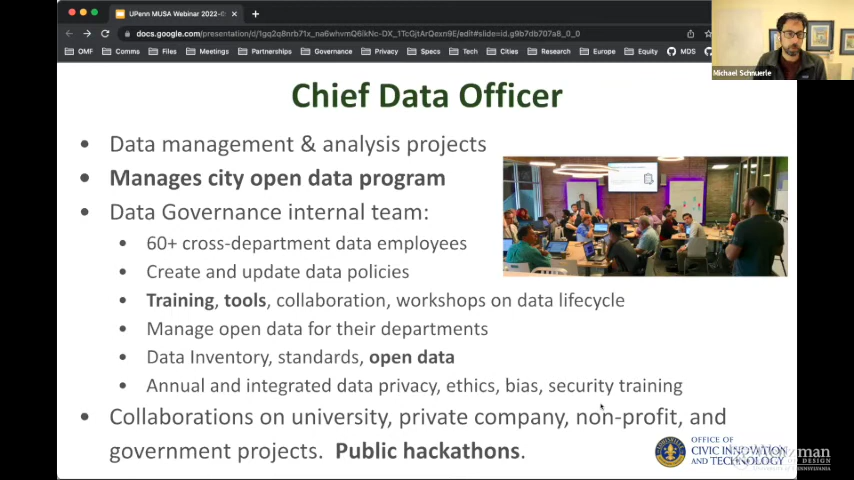 UPenn MUSA Webinar 2022-0
docs.google.com/presentation/d/1gq2q8nrb71x_na6whvmQ6ikNc-DX_1TcGjtArQexn9E/edit#slide=id.g9b7db707a8_0_0
OMF Comms Files Meetings Partnerships Governance Privacy Specs Tech Cities Research Europe Equity MDS
Michael Schnuerle
Chief Data Officer
• Data management & analysis projects
• Manages city open data program
• Data Governance internal team:
• 60+ cross-department data employees
• Create and update data policies
• Training, tools, collaboration, workshops on data lifecycle
• Manage open data for their departments
• Data Inventory, standards, open data
• Annual and integrated data privacy, ethics, bias, security training
• Collaborations on university, private company, non-profit, and
government projects. Public hackathons.
OFFICE OF
CIVIC INNOVATION
AND TECHNOLOGY